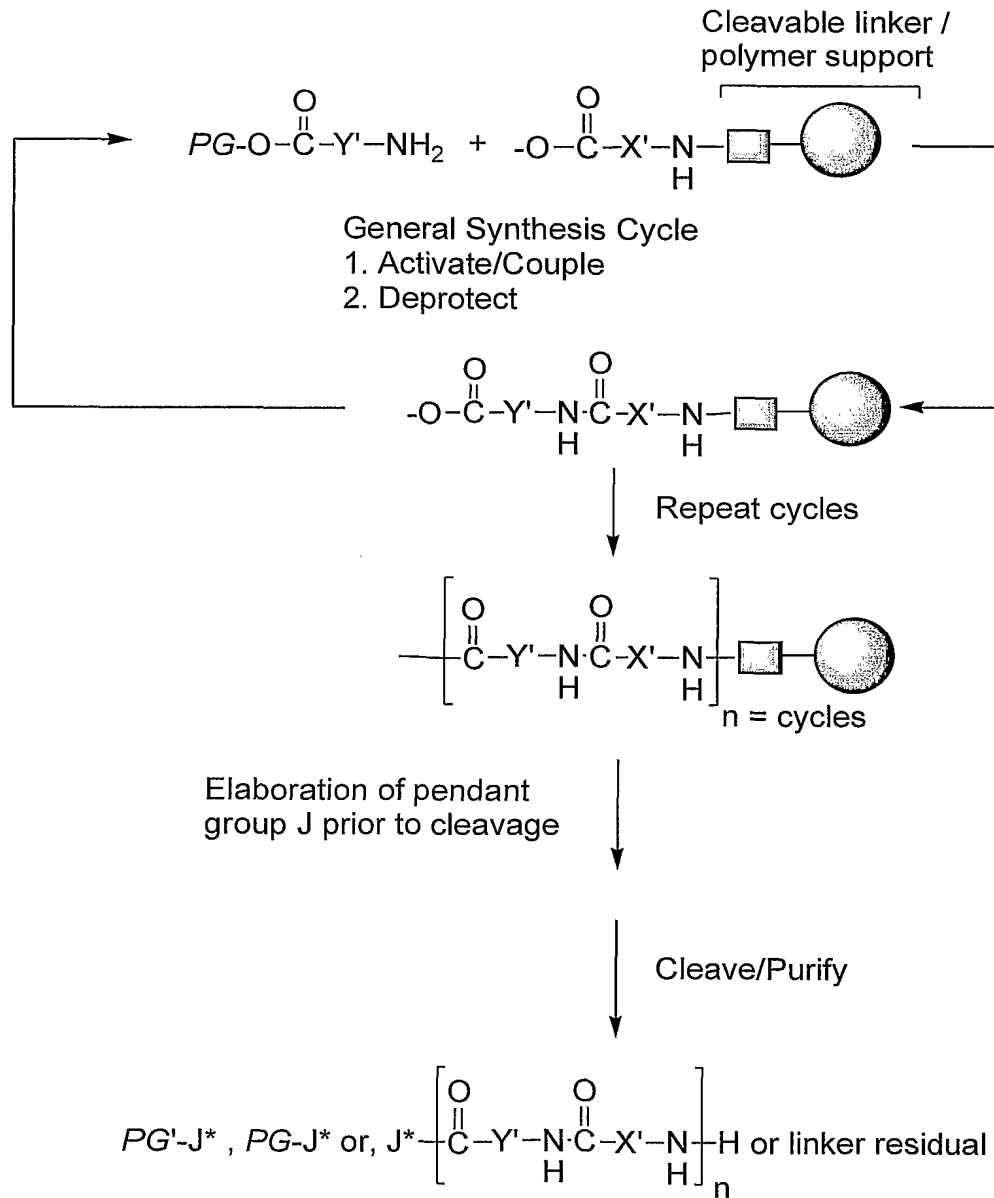 Cleavable linker /
polymer support
O
O
PG-O-C-Y'-NH₂ + -O-C-X'-N
H
General Synthesis Cycle
1. Activate/Couple
2. Deprotect
O
O
-O-C-Y'-N-C-X'-N
H
H
Repeat cycles
O
O
C-Y'-N-C-X'-N
H
H
n = cycles
Elaboration of pendant
group J prior to cleavage
Cleave/Purify
O
O
PG'-J* , PG-J* or, J*-[C-Y'-N-C-X'-N]-H or linker residual
H
H
n